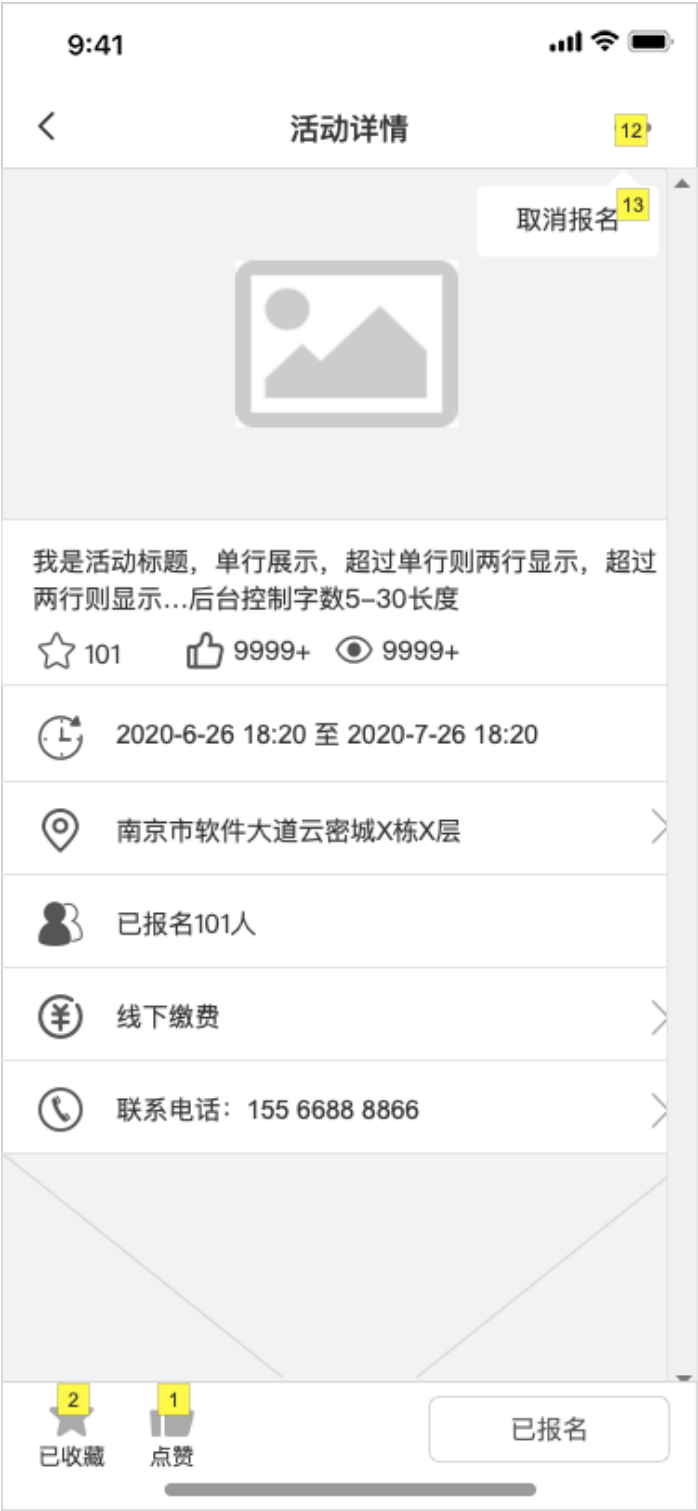 9:41
活动详情
12
取消报名
13
我是活动标题，单行展示，超过单行则两行显示，超过
两行则显示...后台控制字数5-30长度
101 9999+ 9999+
2020-6-26 18:20 至 2020-7-26 18:20
南京市软件大道云密城X栋X层
已报名101人
线下缴费
联系电话：155 6688 8866
2 1
已收藏 点赞
已报名